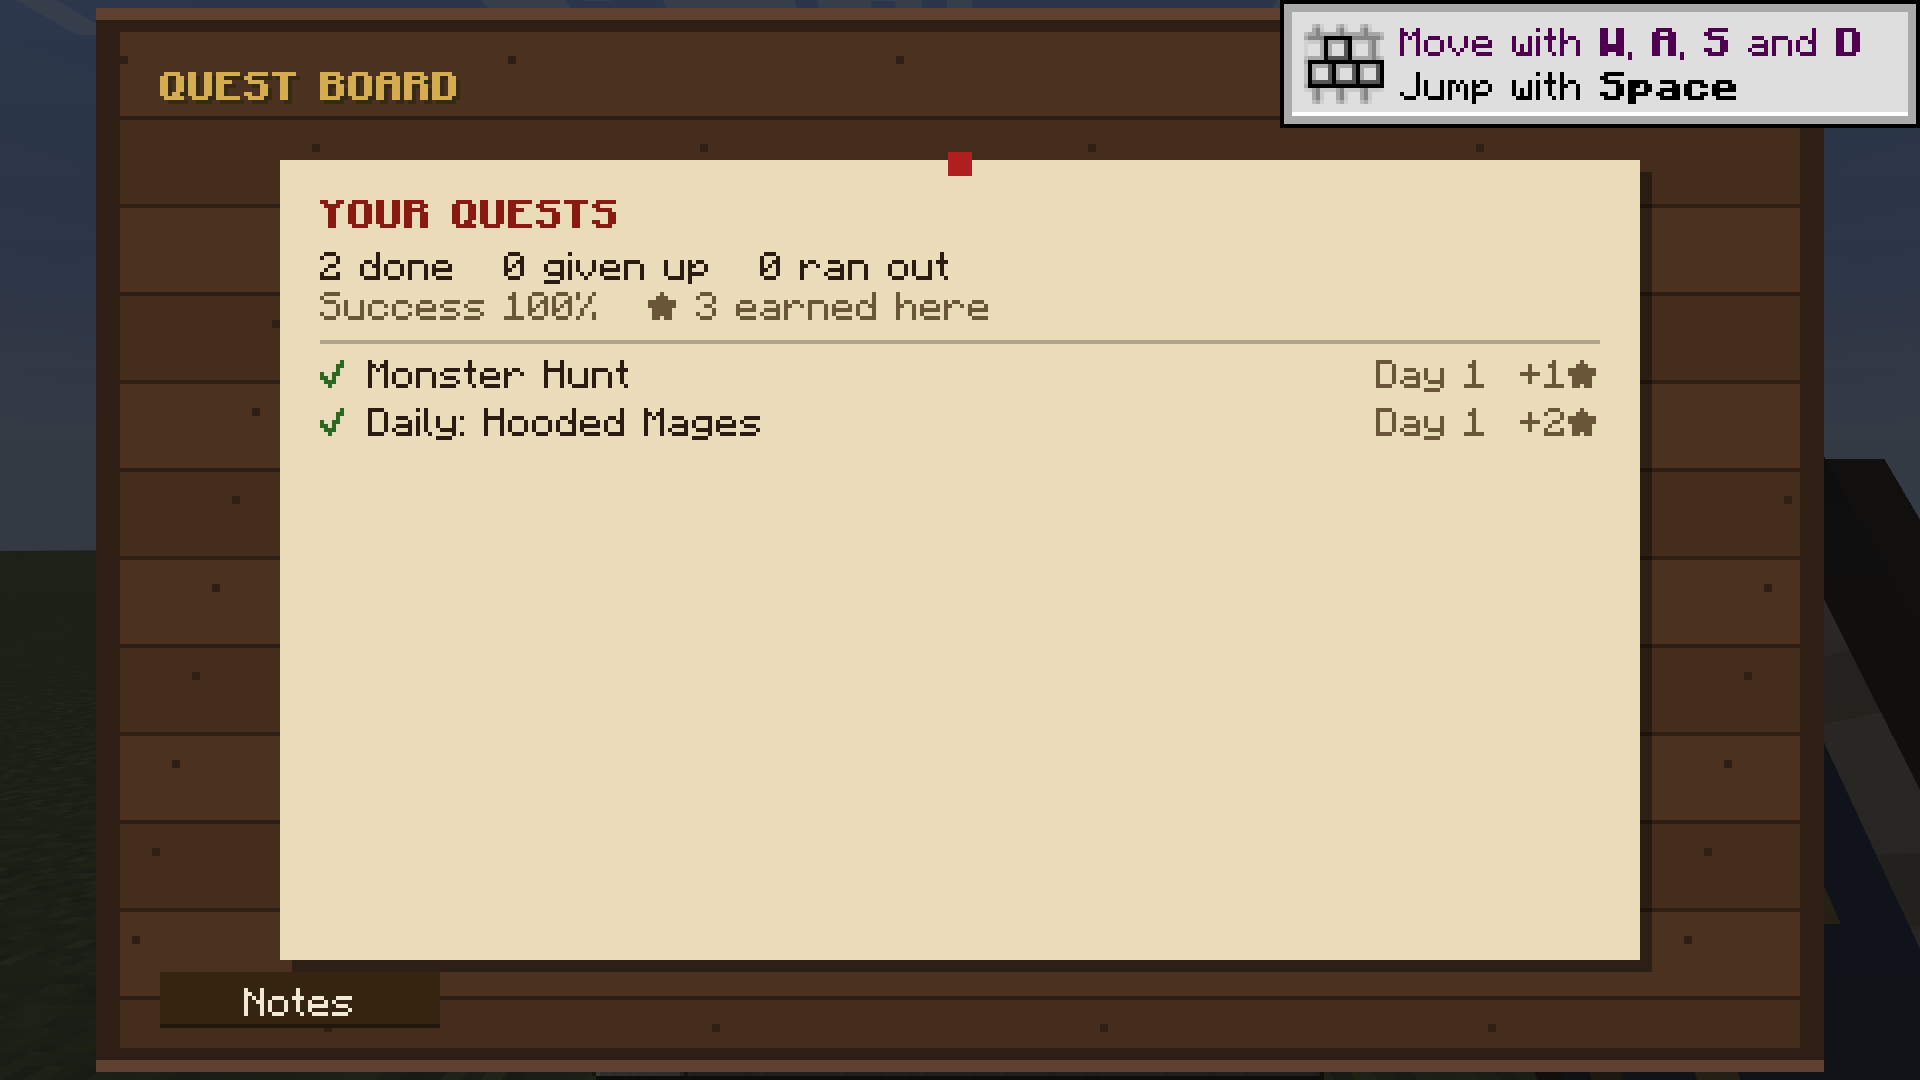 QUEST BOARD
Move with W, A, S and D
Jump with Space
YOUR QUESTS
2 done 0 given up 0 ran out
Success 100% 3 earned here
✓ Monster Hunt Day 1 +1
✓ Daily: Hooded Mages Day 1 +2
Notes